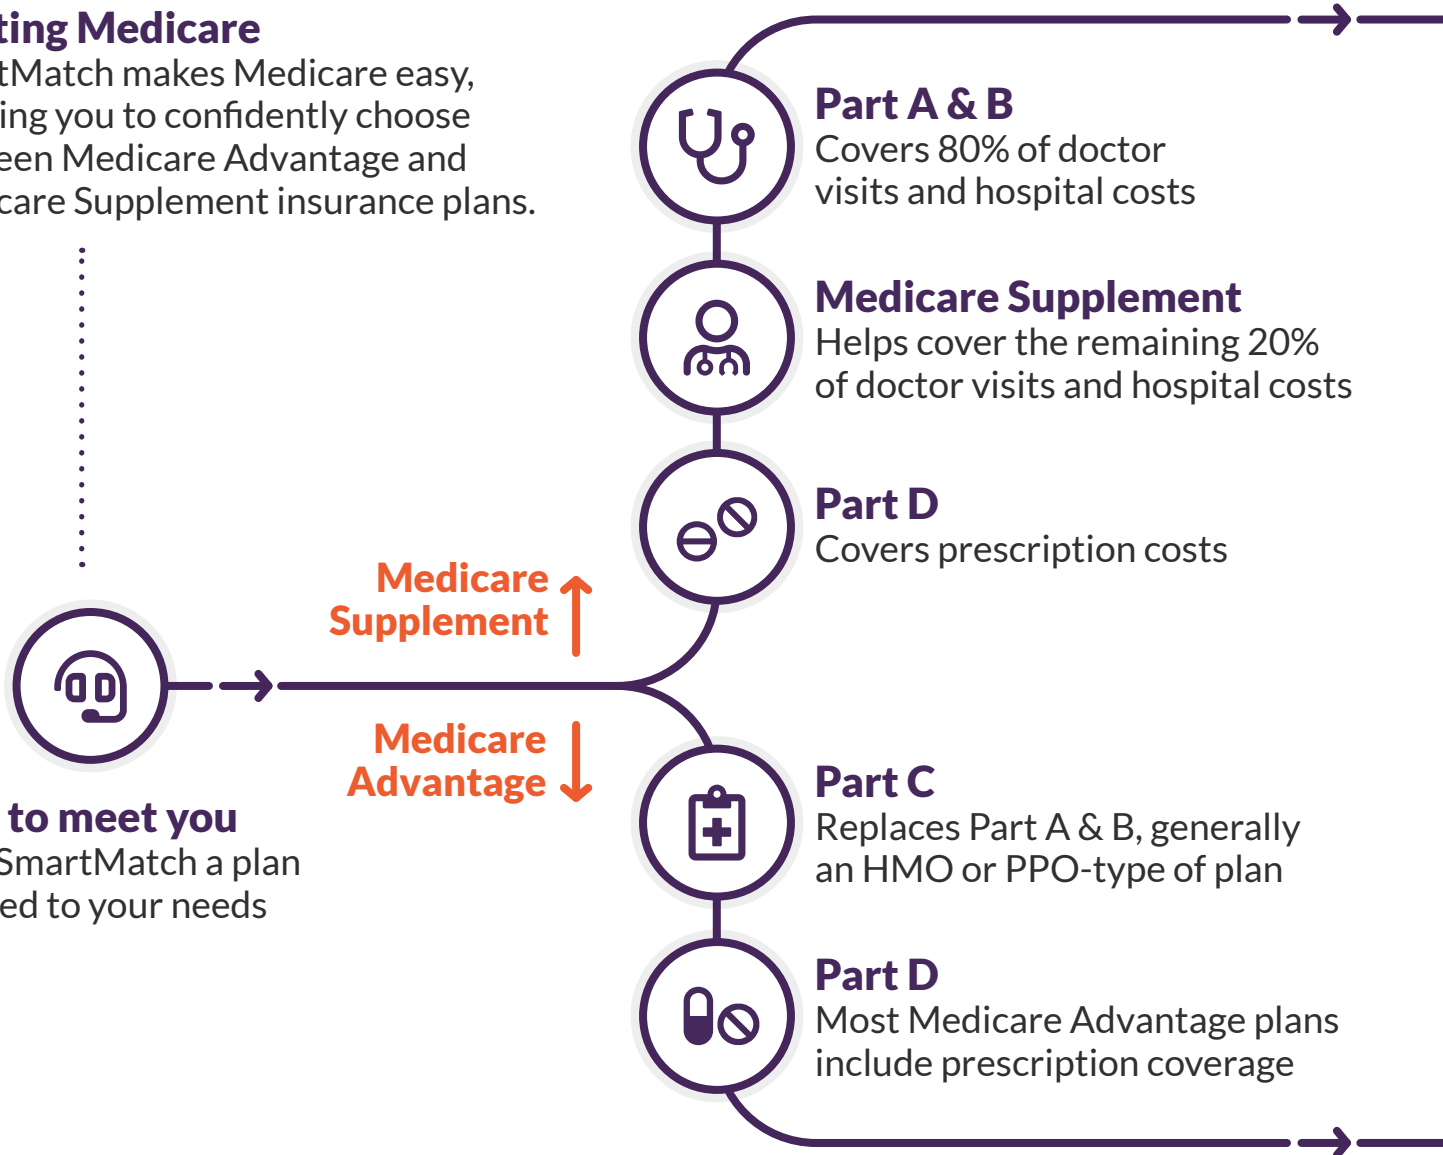 ting Medicare
tMatch makes Medicare easy,
ing you to confidently choose
een Medicare Advantage and
care Supplement insurance plans.
Part A & B
Covers 80% of doctor
visits and hospital costs
Medicare Supplement
Helps cover the remaining 20%
of doctor visits and hospital costs
Part D
Covers prescription costs
Medicare
Supplement
Medicare
Advantage
to meet you
SmartMatch a plan
ed to your needs
Part C
Replaces Part A & B, generally
an HMO or PPO-type of plan
Part D
Most Medicare Advantage plans
include prescription coverage